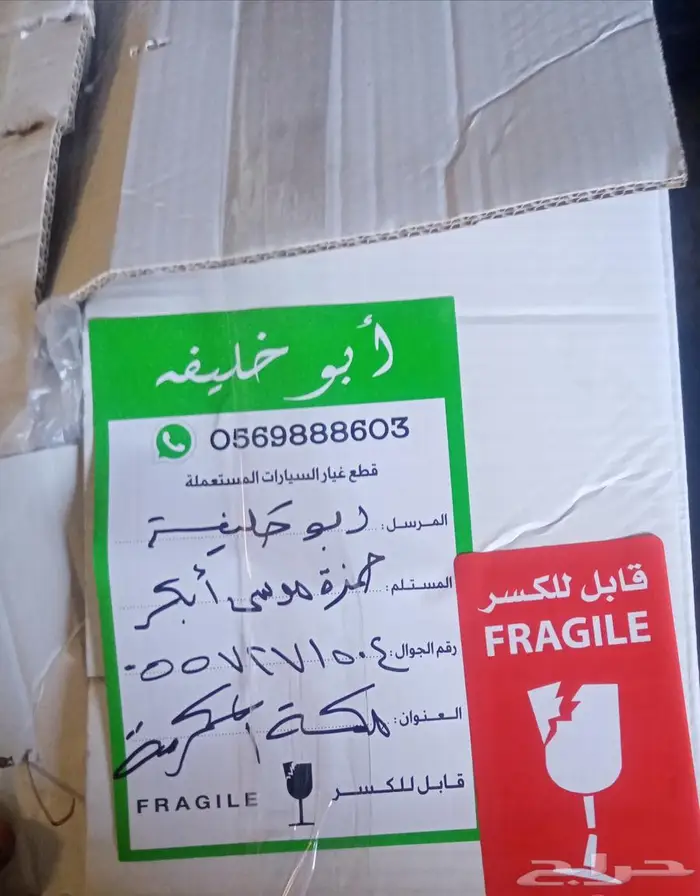 أبو خليفه
0569888603
قطع غيار السيارات المستعملة
المرسل: ابو خليفة
المستلم: حمزة موسى أبكر
رقم الجوال: ٠٥٥٧٢٧١٥٠٤
العنوان: مكة المكرمة
قابل للكسر FRAGILE
قابل للكسر
FRAGILE
حراج